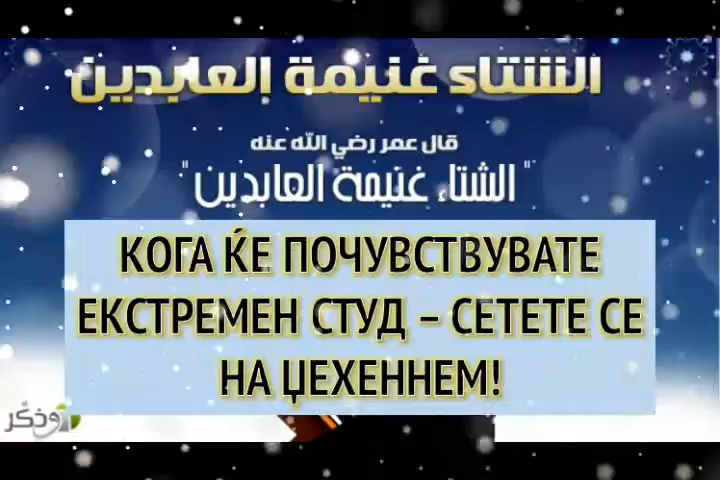 الشتاء غنيمة العابدين
قال عمر رضي الله عنه
"الشتاء غنيمة العابدين"
КОГА ЌЕ ПОЧУВСТВУВАТЕ
ЕКСТРЕМЕН СТУД – СЕТЕТЕ СЕ
НА ЏЕХЕННЕМ!
وذكر